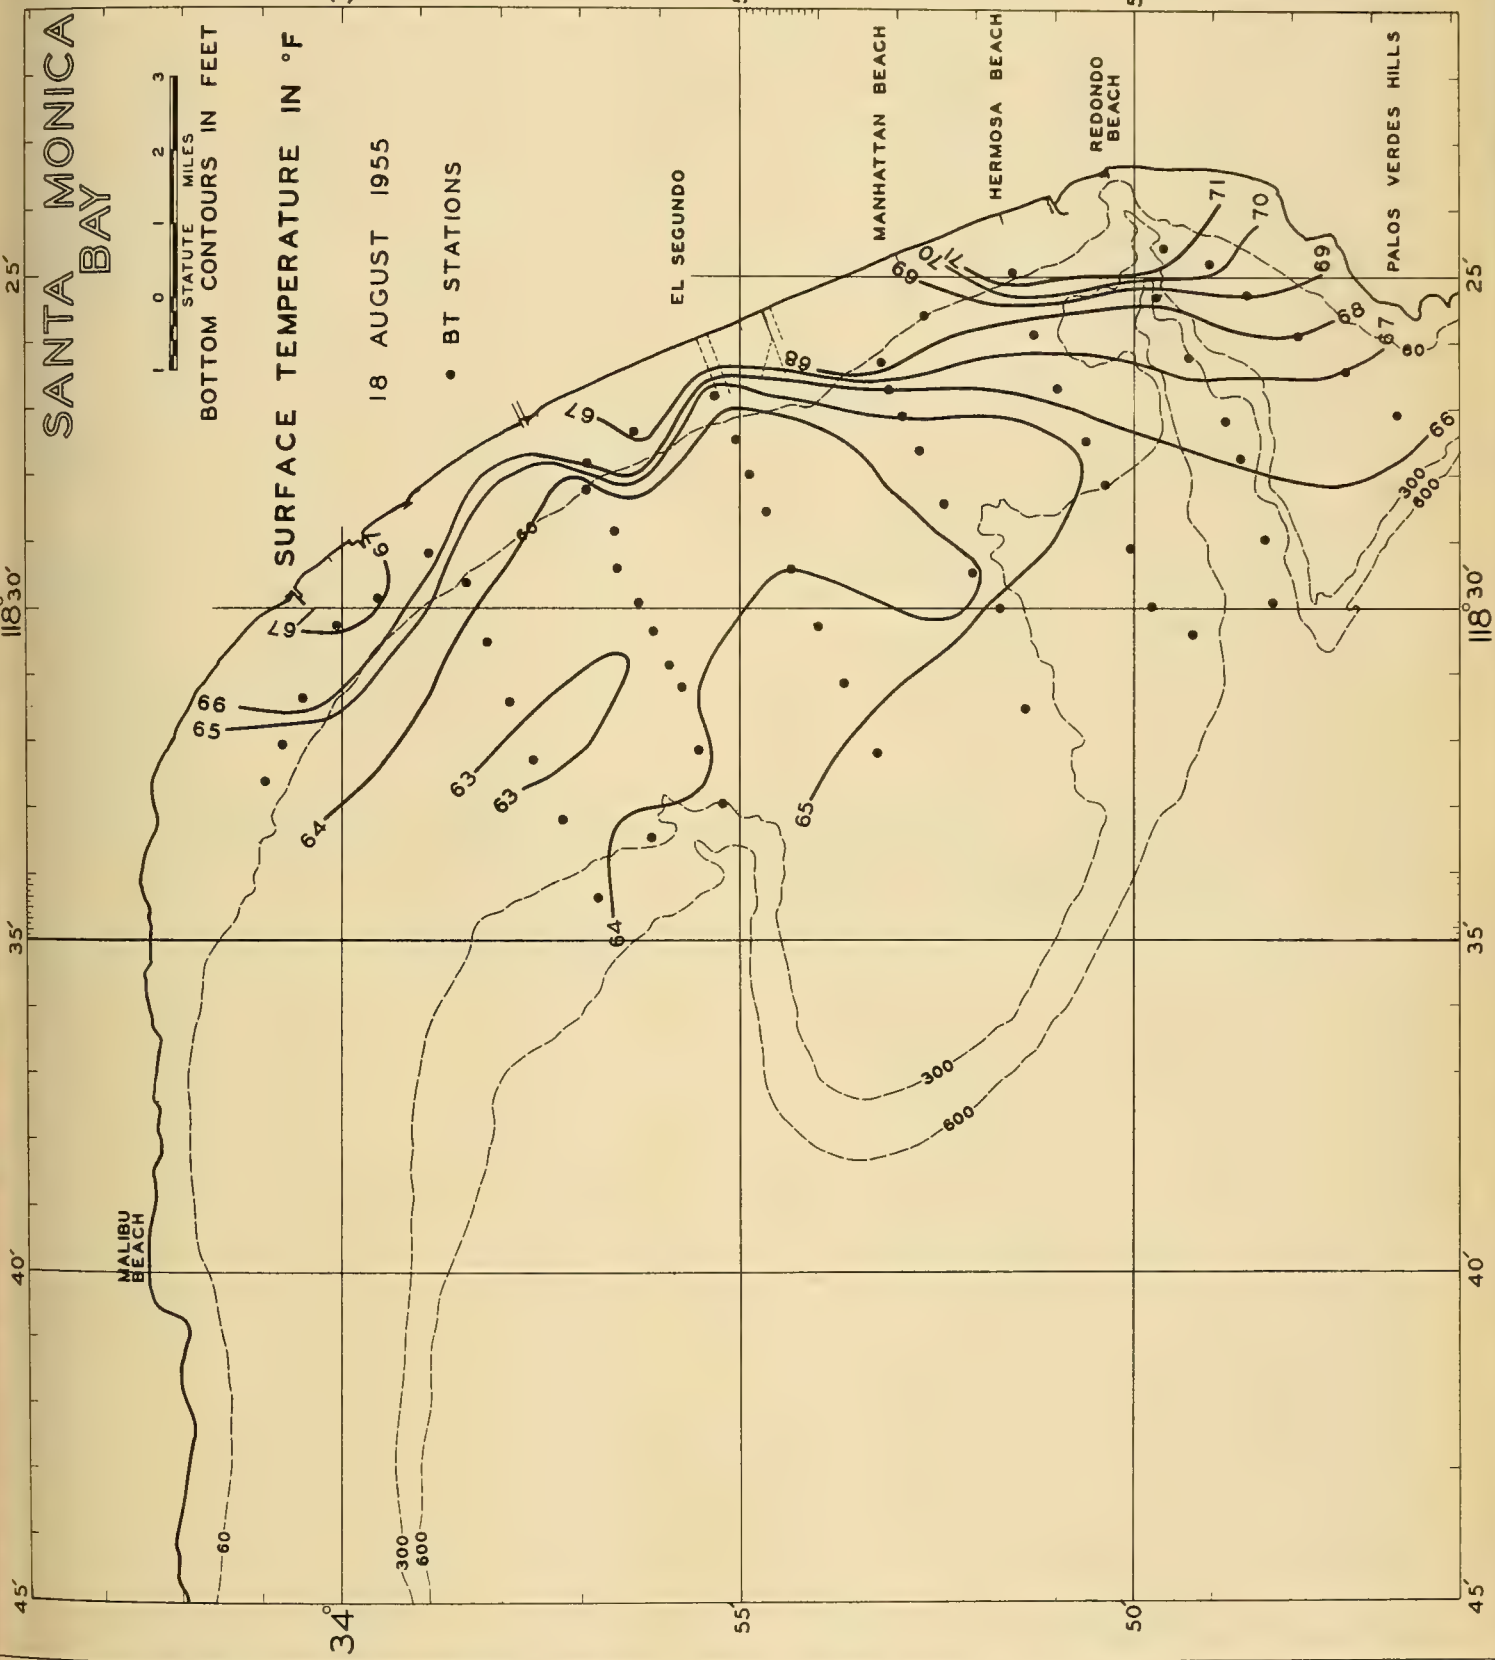 SANTA MONICA
BAY
1 0 1 2 3
STATUTE MILES
BOTTOM CONTOURS IN FEET
SURFACE TEMPERATURE IN °F
18 AUGUST 1955
• BT STATIONS
MALIBU
BEACH
EL SEGUNDO
MANHATTAN BEACH
HERMOSA BEACH
REDONDO
BEACH
PALOS VERDES HILLS
45'
40'
35'
118° 30'
25'
34°
55'
50'
45'
40'
35'
118° 30'
25'
60
300
600
60
300
600
60
300
600
67
66
65
64
63
63
64
65
67
68
69
70
71
71
70
69
68
67
66